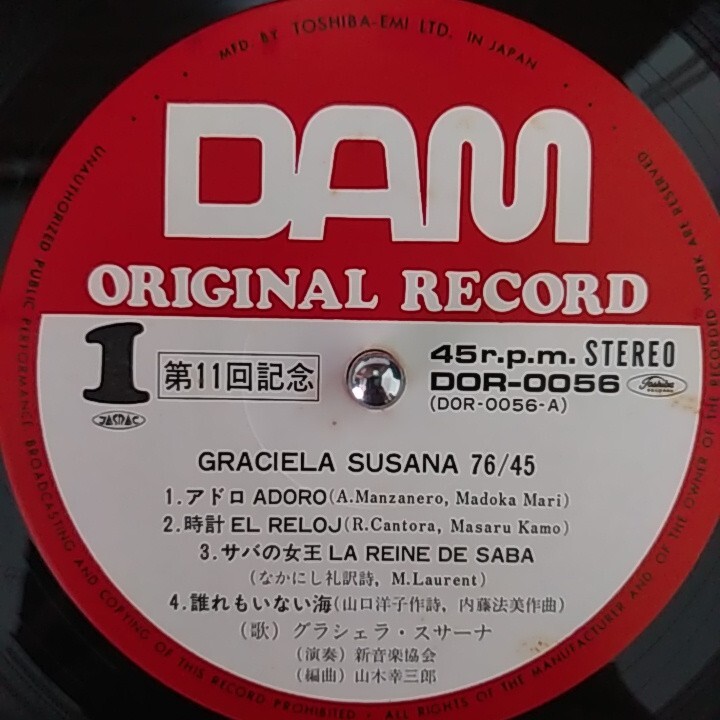 MFD BY TOSHIBA-EMI LTD. IN JAPAN
DAM
ORIGINAL RECORD
1
第11回記念
JASRAC
45r.p.m. STEREO
DOR-0056
Toshiba
RECORDS
(DOR-0056-A)
GRACIELA SUSANA 76/45
1.アドロ ADORO(A.Manzanero, Madoka Mari)
2.時計 EL RELOJ(R.Cantora, Masaru Kamo)
3.サバの女王 LA REINE DE SABA
(なかにし礼訳詩, M.Laurent)
4.誰れもいない海(山口洋子作詩, 内藤法美作曲)
(歌) グラシェラ・スサーナ
(演奏) 新音楽協会
(編曲) 山木幸三郎
UNAUTHORIZED PUBLIC PERFORMANCE BROADCASTING AND COPYING OF THIS RECORD PROHIBITED • ALL RIGHTS OF THE MANUFACTURER AND OF THE OWNER OF THE RECORDED WORK ARE RESERVED